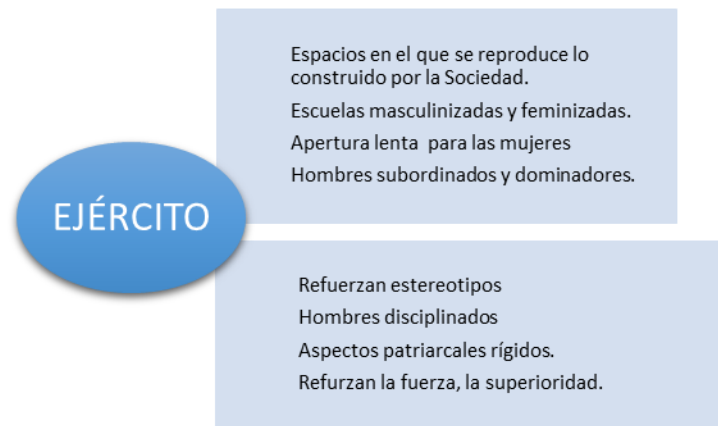 EJÉRCITO
Espacios en el que se reproduce lo
construido por la Sociedad.
Escuelas masculinizadas y feminizadas.
Apertura lenta para las mujeres
Hombres subordinados y dominadores.
Refuerzan estereotipos
Hombres disciplinados
Aspectos patriarcales rígidos.
Refurzan la fuerza, la superioridad.